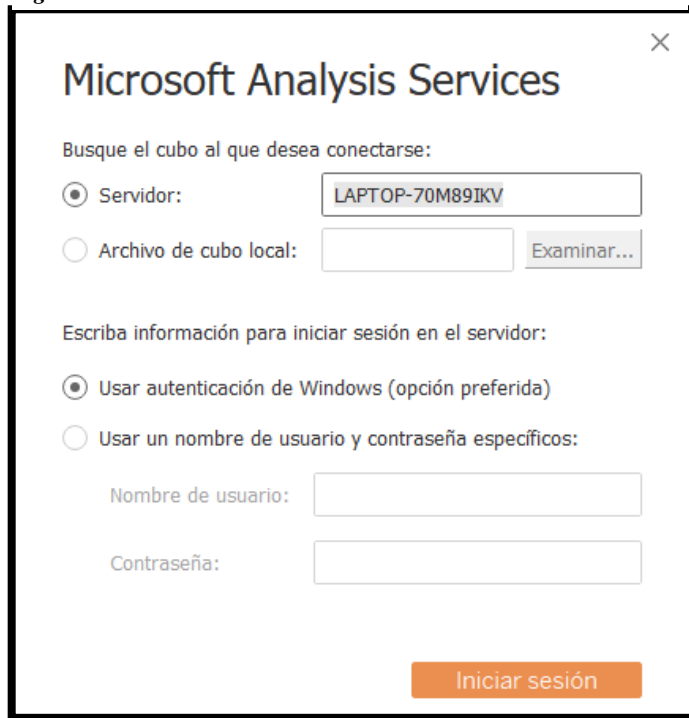 Microsoft Analysis Services
Busque el cubo al que desea conectarse:
Servidor: LAPTOP-70M89IKV
Archivo de cubo local: Examinar...
Escriba información para iniciar sesión en el servidor:
Usar autenticación de Windows (opción preferida)
Usar un nombre de usuario y contraseña específicos:
Nombre de usuario:
Contraseña:
Iniciar sesión